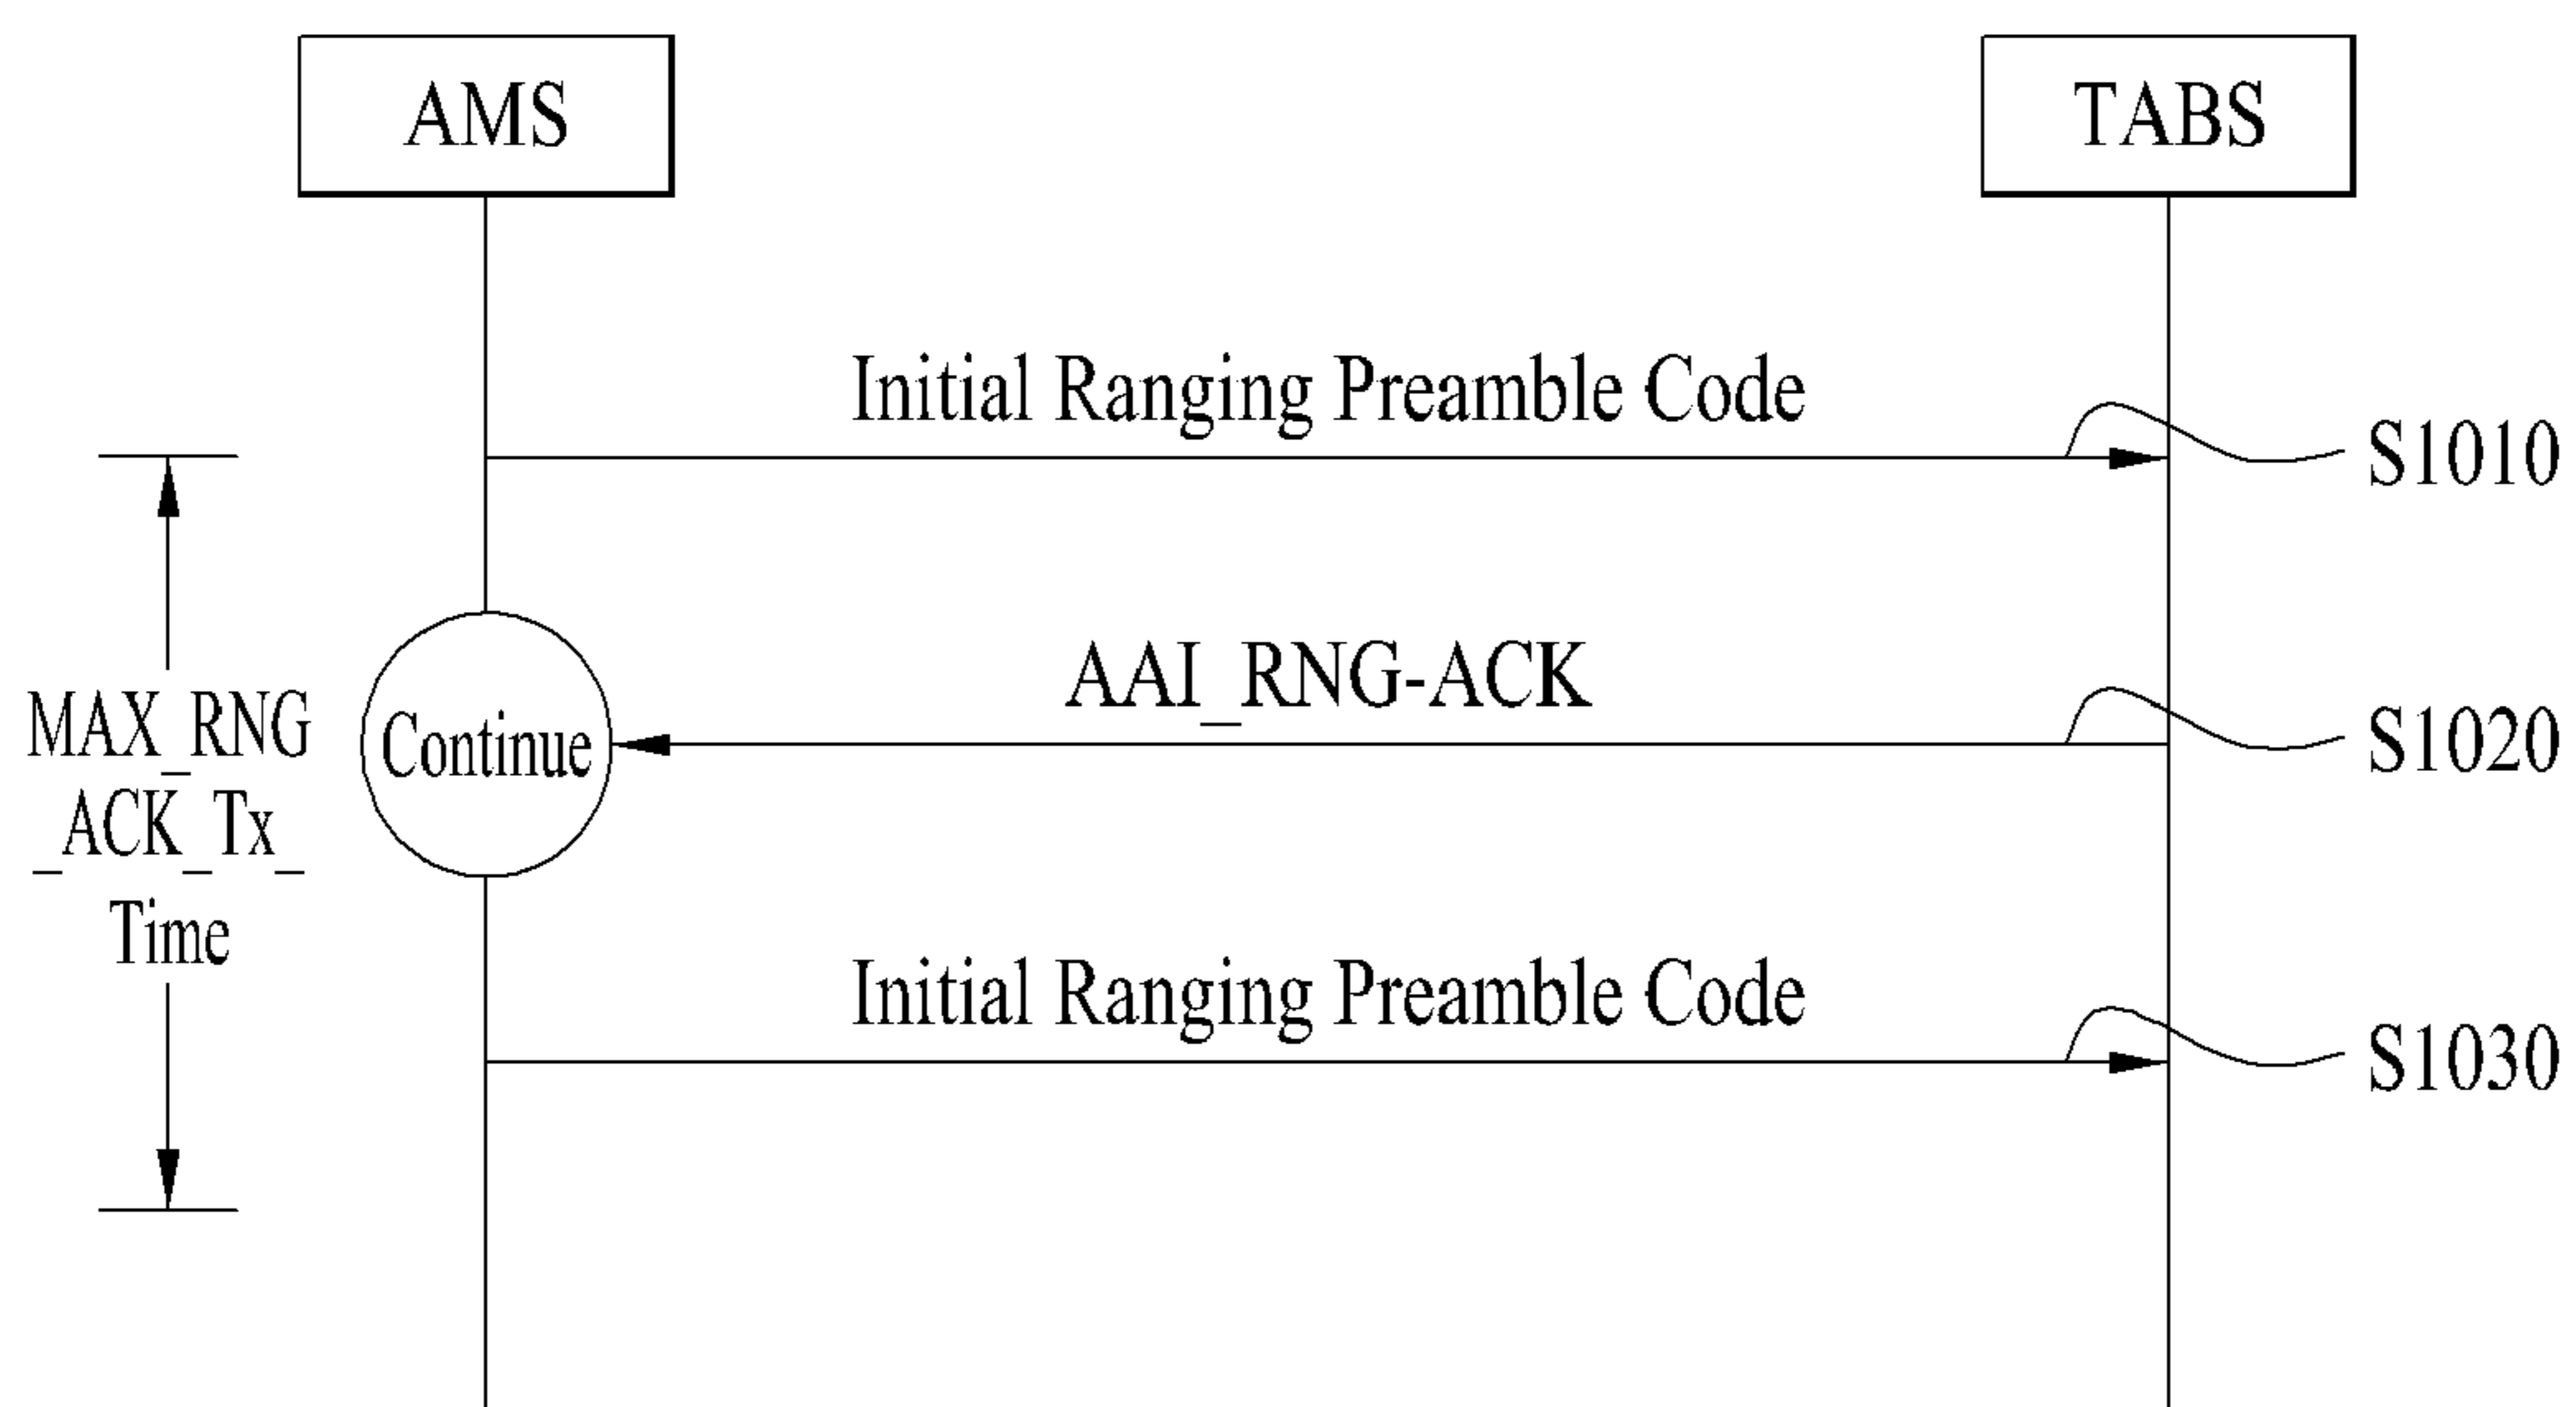 AMS
TABS
Initial Ranging Preamble Code
S1010
AAI_RNG-ACK
S1020
Continue
MAX_RNG
_ACK_Tx_
Time
Initial Ranging Preamble Code
S1030